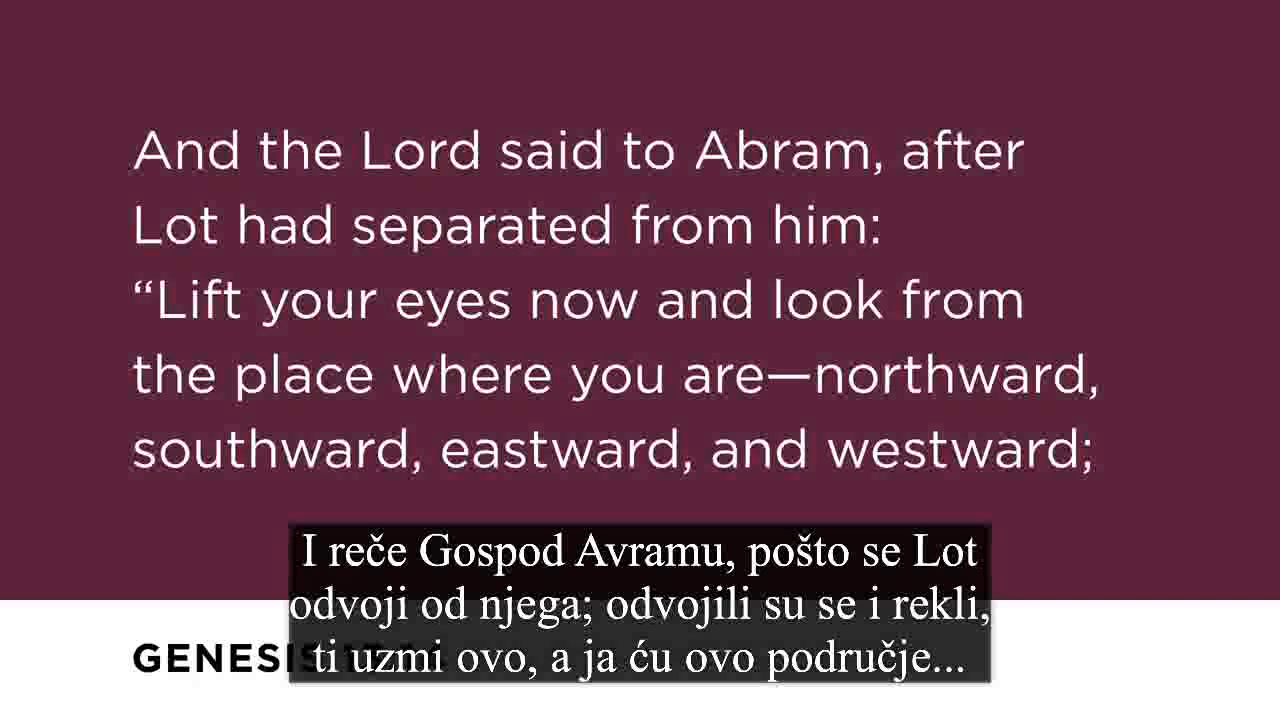 And the Lord said to Abram, after
Lot had separated from him:
“Lift your eyes now and look from
the place where you are—northward,
southward, eastward, and westward;
I reče Gospod Avramu, pošto se Lot
odvoji od njega; odvojili su se i rekli,
ti uzmi ovo, a ja ću ovo područje...
GENESIS